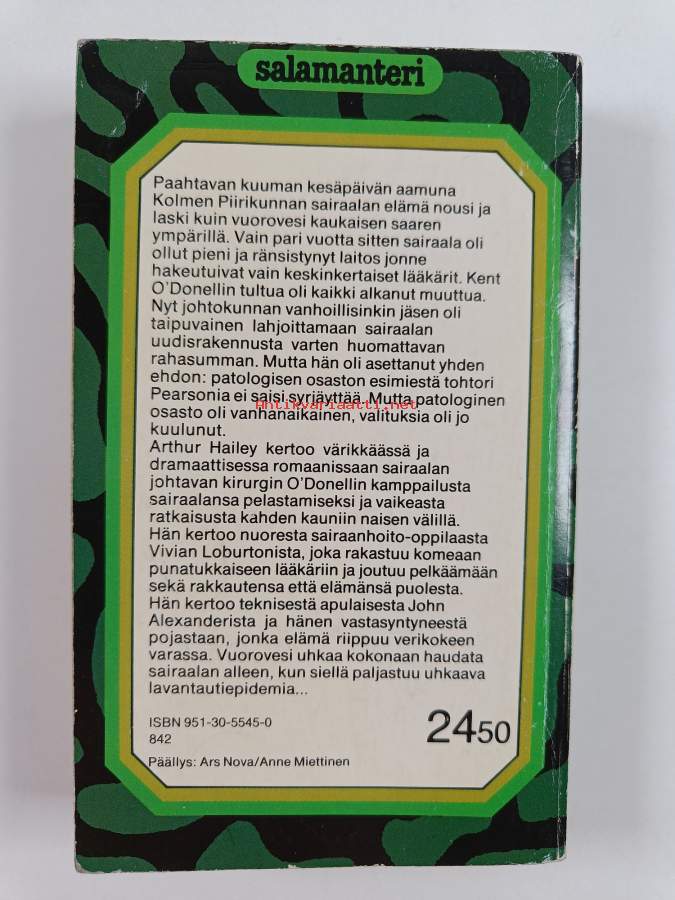 salamanteri
Paahtavan kuuman kesäpäivän aamuna
Kolmen Piirikunnan sairaalan elämä nousi ja
laski kuin vuorovesi kaukaisen saaren
ympärillä. Vain pari vuotta sitten sairaala oli
ollut pieni ja ränsistynyt laitos jonne
hakeutuivat vain keskinkertaiset lääkärit. Kent
O'Donellin tultua oli kaikki alkanut muuttua.
Nyt johtokunnan vanhoillisinkin jäsen oli
taipuvainen lahjoittamaan sairaalan
uudisrakennusta varten huomattavan
rahasumman. Mutta hän oli asettanut yhden
ehdon: patologisen osaston esimiestä tohtori
Pearsonia ei saisi syrjäyttää. Mutta patologinen
Antikvariaatti.net
osasto oli vanhanaikainen, valituksia oli jo
kuulunut.
Arthur Hailey kertoo värikkäässä ja
dramaattisessa romaanissaan sairaalan
johtavan kirurgin O'Donellin kamppailusta
sairaalansa pelastamiseksi ja vaikeasta
ratkaisusta kahden kauniin naisen välillä.
Hän kertoo nuoresta sairaanhoito-oppilaasta
Vivian Loburtonista, joka rakastuu komeaan
punatukkaiseen lääkäriin ja joutuu pelkäämään
sekä rakkautensa että elämänsä puolesta.
Hän kertoo teknisestä apulaisesta John
Alexanderista ja hänen vastasyntyneestä
pojastaan, jonka elämä riippuu verikokeen
varassa. Vuorovesi uhkaa kokonaan haudata
sairaalan alleen, kun siellä paljastuu uhkaava
lavantautiepidemia...
ISBN 951-30-5545-0
842
2450
Päällys: Ars Nova/Anne Miettinen